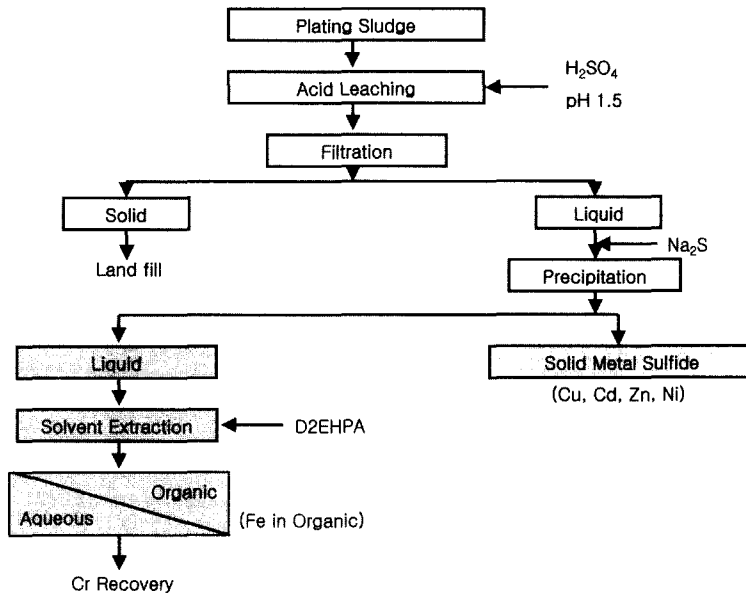 Plating Sludge
Acid Leaching
H₂SO₄
pH 1.5
Filtration
Solid
Liquid
Land fill
Na₂S
Precipitation
Liquid
Solid Metal Sulfide
(Cu, Cd, Zn, Ni)
Solvent Extraction
D2EHPA
Organic
Aqueous
(Fe in Organic)
Cr Recovery